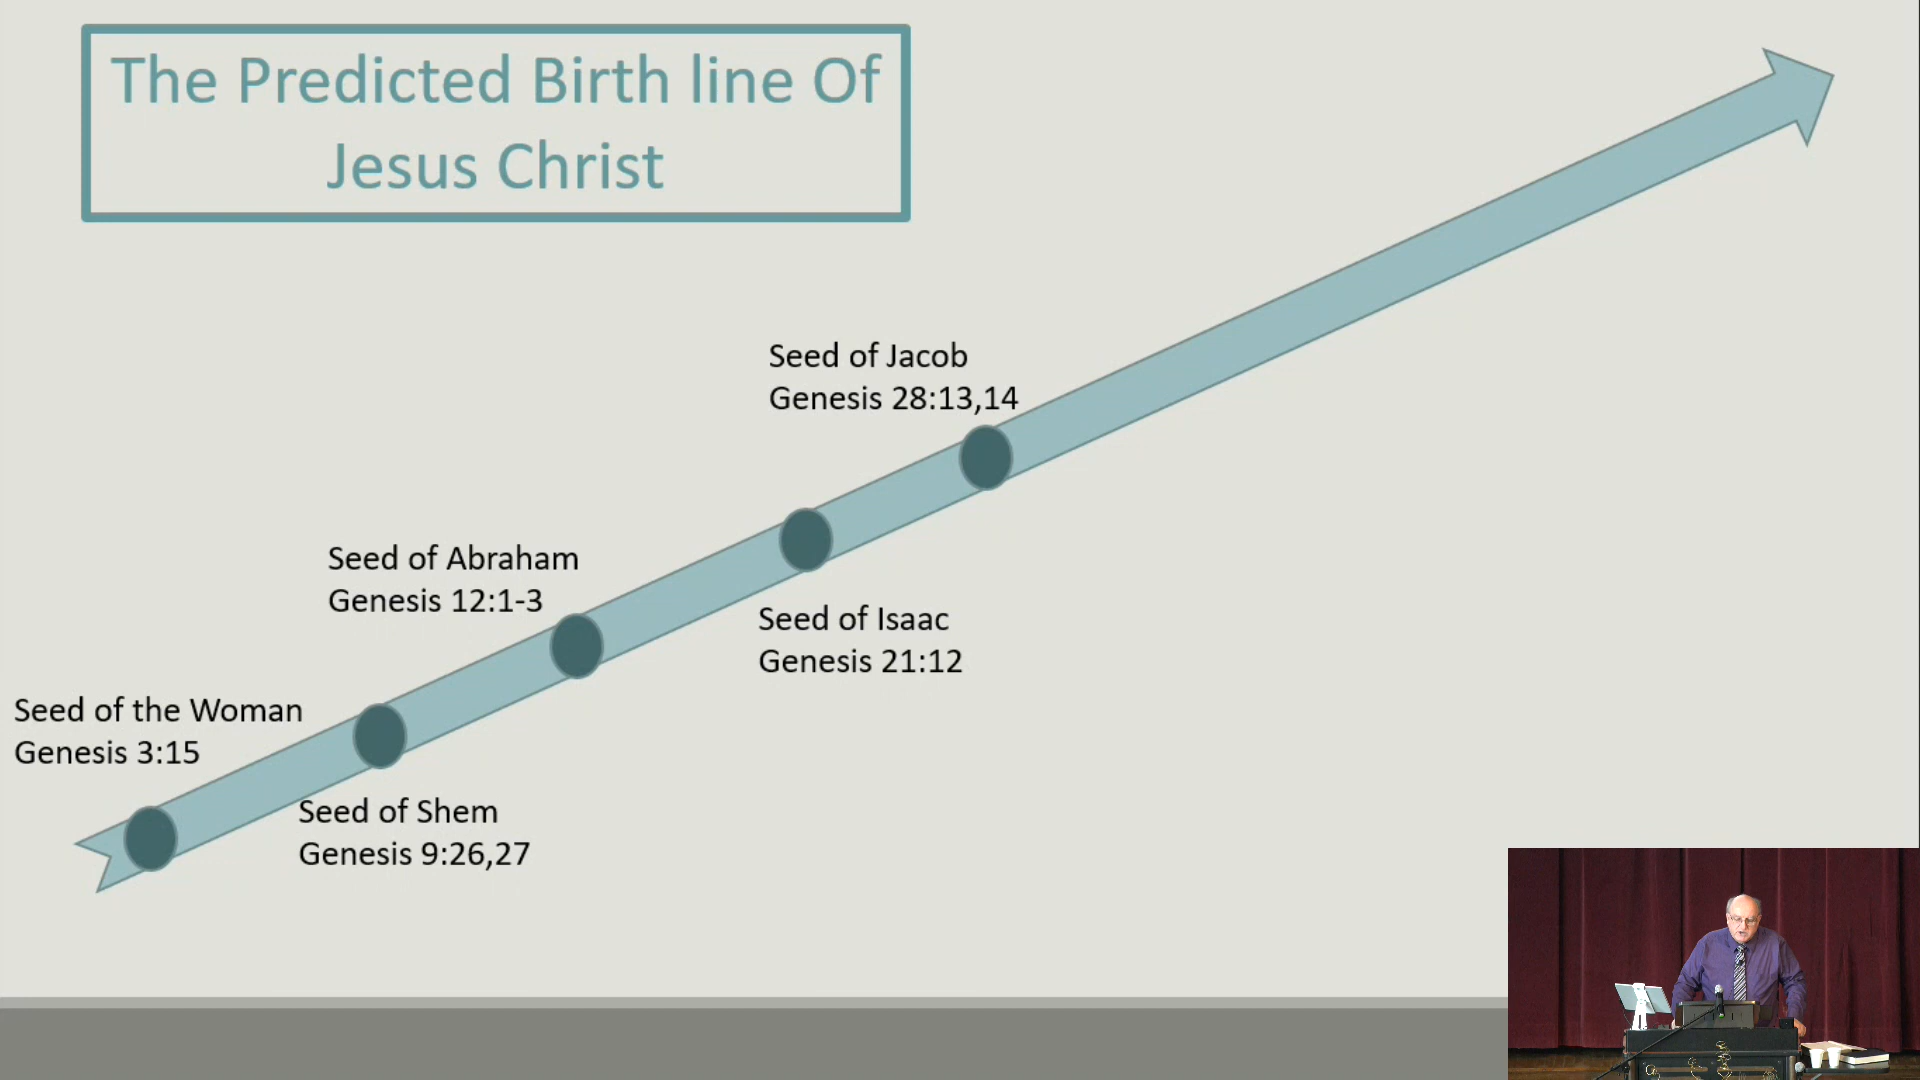 The Predicted Birth line Of
Jesus Christ
Seed of Jacob
Genesis 28:13,14
Seed of Abraham
Genesis 12:1-3
Seed of Isaac
Genesis 21:12
Seed of the Woman
Genesis 3:15
Seed of Shem
Genesis 9:26,27